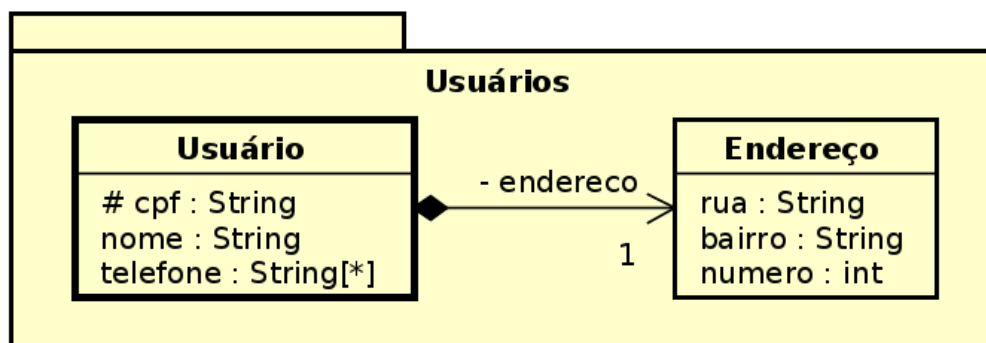 Usuários
Usuário
# cpf : String
nome : String
telefone : String[*]
- endereco
1
Endereço
rua : String
bairro : String
numero : int